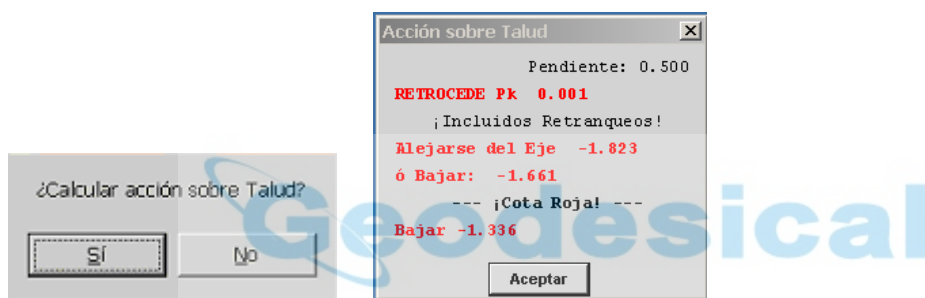 ¿Calcular acción sobre Talud?
Sí
No
Acción sobre Talud
Pendiente: 0.500
RETROCEDE Pk 0.001
¡Incluidos Retranqueos!
Alejarse del Eje -1.823
ó Bajar: -1.661
--- ¡Cota Roja! ---
Bajar -1.336
Aceptar
Geodesical